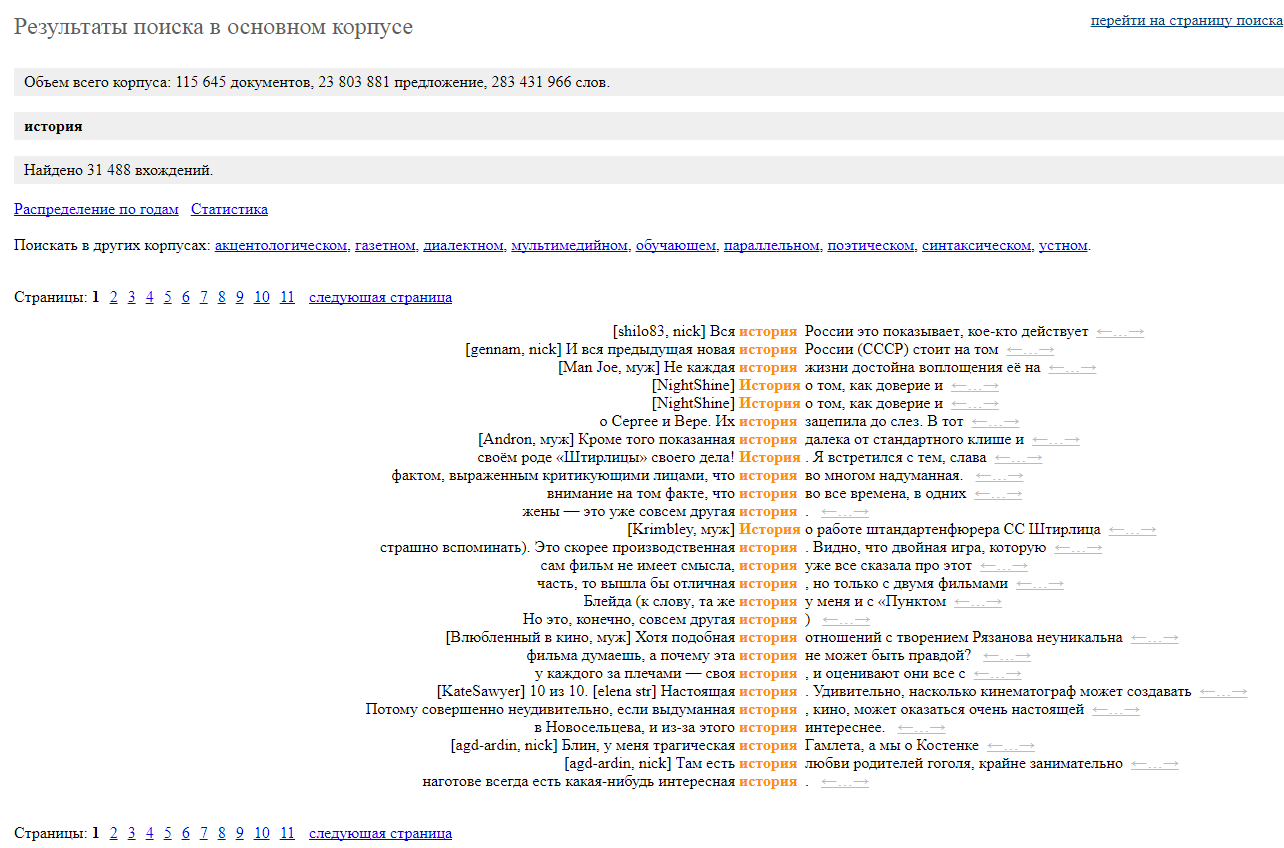 Результаты поиска в основном корпусе
перейти на страницу поиска
Объем всего корпуса: 115 645 документов, 23 803 881 предложение, 283 431 966 слов.
история
Найдено 31 488 вхождений.
Распределение по годам Статистика
Поискать в других корпусах: акцентологическом, газетном, диалектном, мультимедийном, обучающем, параллельном, поэтическом, синтаксическом, устном.
Страницы: 1 2 3 4 5 6 7 8 9 10 11 следующая страница
[shilo83, nick] Вся история России это показывает, кое-кто действует ←…→
[gennam, nick] И вся предыдущая новая история России (СССР) стоит на том ←…→
[Man Joe, муж] Не каждая история жизни достойна воплощения её на ←…→
[NightShine] История о том, как доверие и ←…→
[NightShine] История о том, как доверие и ←…→
о Сергее и Вере. Их история зацепила до слез. В тот ←…→
[Andron, муж] Кроме того показанная история далека от стандартного клише и ←…→
своём роде «Штирлицы» своего дела! История . Я встретился с тем, слава ←…→
фактом, выраженным критикующими лицами, что история во многом надуманная. ←…→
внимание на том факте, что история во все времена, в одних ←…→
жены — это уже совсем другая история . ←…→
[Krimbley, муж] История о работе штандартенфюрера СС Штирлица ←…→
страшно вспоминать). Это скорее производственная история . Видно, что двойная игра, которую ←…→
сам фильм не имеет смысла, история уже все сказала про этот ←…→
часть, то вышла бы отличная история , но только с двумя фильмами ←…→
Блейда (к слову, та же история у меня и с «Пунктом ←…→
Но это, конечно, совсем другая история ) ←…→
[Влюбленный в кино, муж] Хотя подобная история отношений с творением Рязанова неуникальна ←…→
фильма думаешь, а почему эта история не может быть правдой? ←…→
у каждого за плечами — своя история , и оценивают они все с ←…→
[KateSawyer] 10 из 10. [elena str] Настоящая история . Удивительно, насколько кинематограф может создавать ←…→
Потому совершенно неудивительно, если выдуманная история , кино, может оказаться очень настоящей ←…→
в Новосельцева, и из-за этого история интереснее. ←…→
[agd-ardin, nick] Блин, у меня трагическая история Гамлета, а мы о Костенке ←…→
[agd-ardin, nick] Там есть история любви родителей гоголя, крайне занимательно ←…→
наготове всегда есть какая-нибудь интересная история . ←…→
Страницы: 1 2 3 4 5 6 7 8 9 10 11 следующая страница